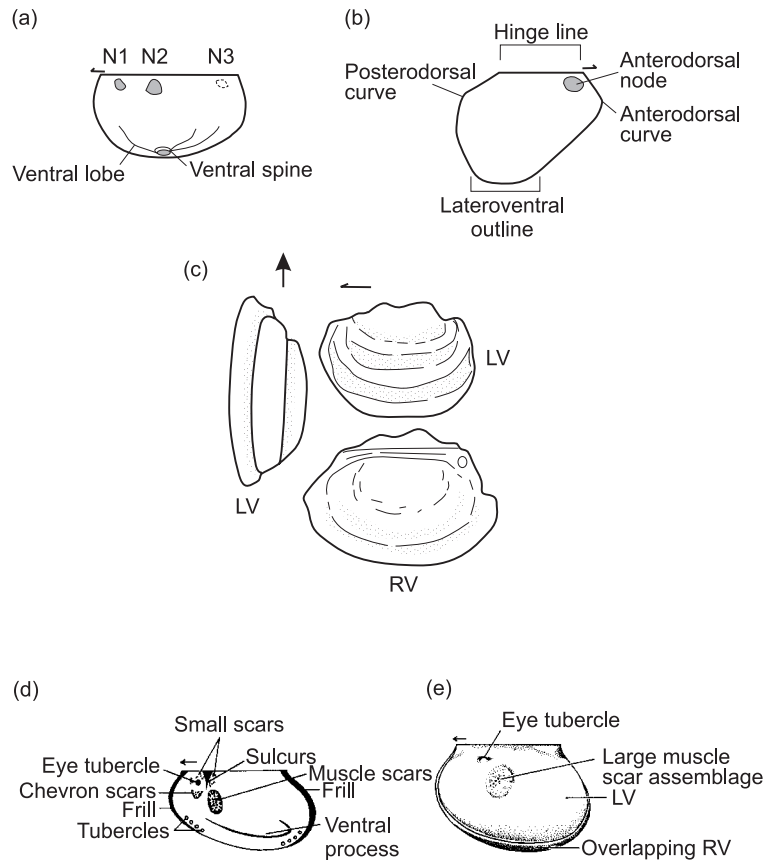 (a)
N1 N2 N3
Ventral lobe
Ventral spine
(b)
Hinge line
Posterodorsal
curve
Anterodorsal
node
Anterodorsal
curve
Lateroventral
outline
(c)
LV
LV
RV
(d)
Small scars
Eye tubercle
Sulcurs
Chevron scars
Muscle scars
Frill
Frill
Tubercles
Ventral
process
(e)
Eye tubercle
Large muscle
scar assemblage
LV
Overlapping RV